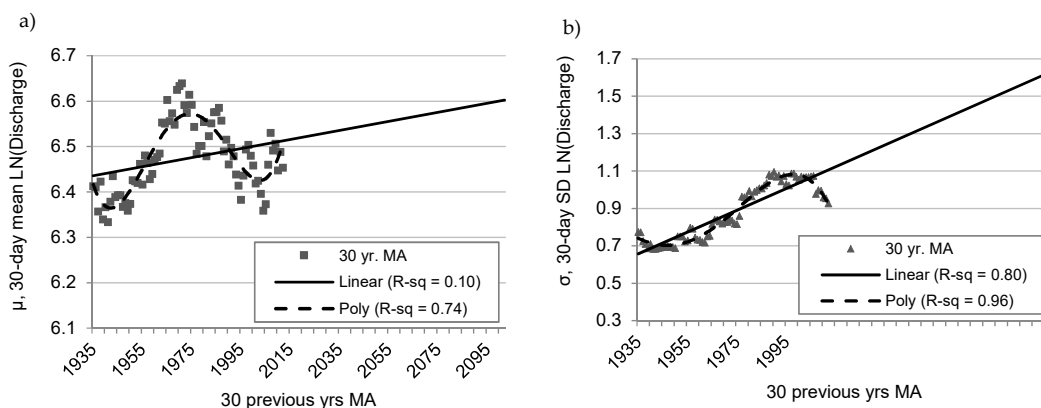 a)
μ, 30-day mean LN(Discharge)
6.7
6.6
6.5
6.4
6.3
6.2
6.1
30 yr. MA
Linear (R-sq = 0.10)
Poly (R-sq = 0.74)
1935
1955
1975
1995
2015
2035
2055
2075
2095
30 previous yrs MA
b)
σ, 30-day SD LN(Discharge)
1.7
1.5
1.3
1.1
0.9
0.7
0.5
0.3
30 yr. MA
Linear (R-sq = 0.80)
Poly (R-sq = 0.96)
1935
1955
1975
1995
30 previous yrs MA